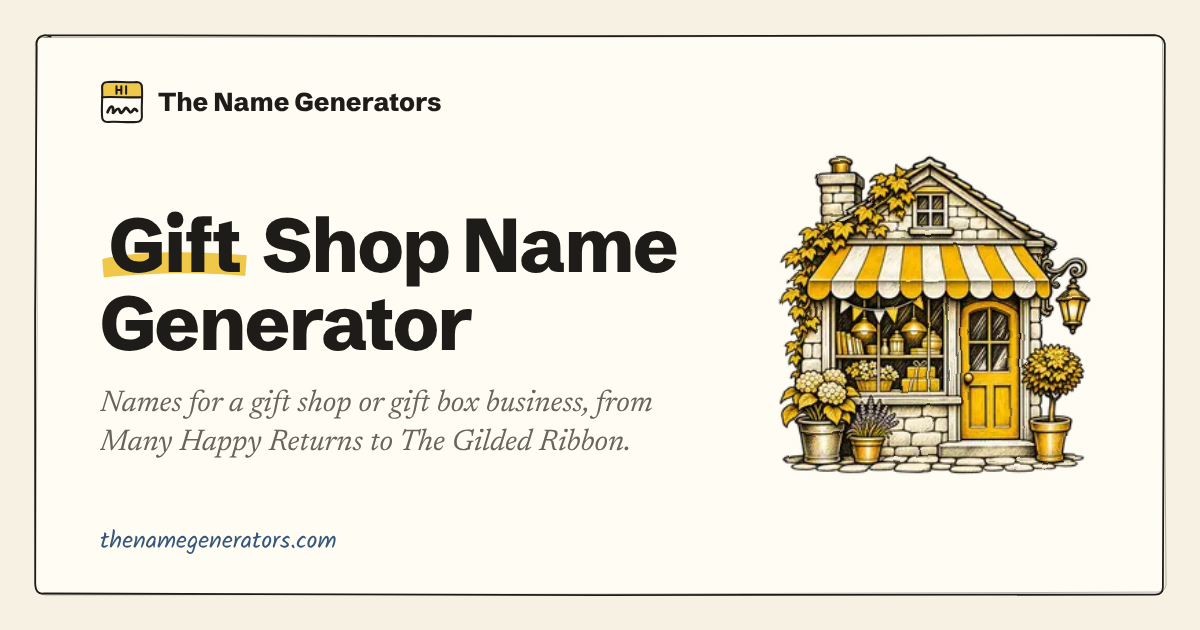 HI
The Name Generators
Gift Shop Name
Generator
Names for a gift shop or gift box business, from
Many Happy Returns to The Gilded Ribbon.
thenamegenerators.com